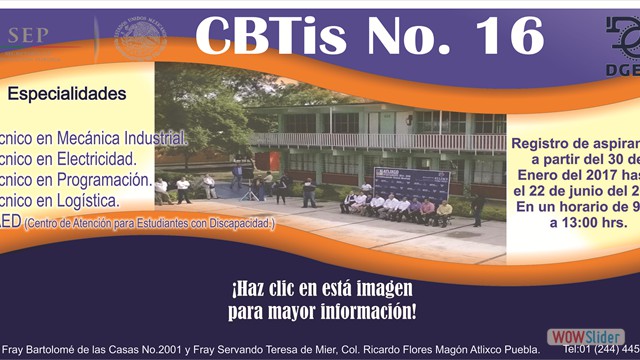 SEP
ESTADOS UNIDOS MEXICANOS
CBTis No. 16
Especialidades
cnico en Mecánica Industrial.
cnico en Electricidad.
cnico en Programación.
cnico en Logística.
AED (Centro de Atención para Estudiantes con Discapacidad.)
Registro de aspiran
a partir del 30 de
Enero del 2017 has
el 22 de junio del 2
En un horario de 9
a 13:00 hrs.
¡Haz clic en está imagen
para mayor información!
Fray Bartolomé de las Casas No.2001 y Fray Servando Teresa de Mier, Col. Ricardo Flores Magón Atlixco Puebla. Tel:01 (244) 445
WOWSlider